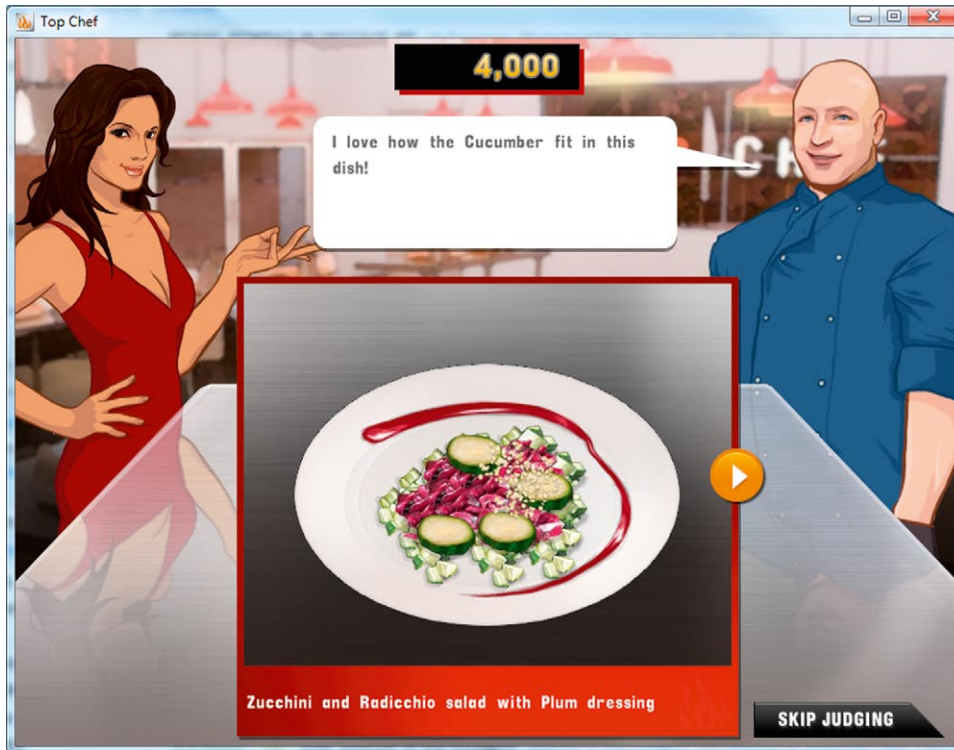 Top Chef
4,000
I love how the Cucumber fit in this
dish!
Zucchini and Radicchio salad with Plum dressing
SKIP JUDGING